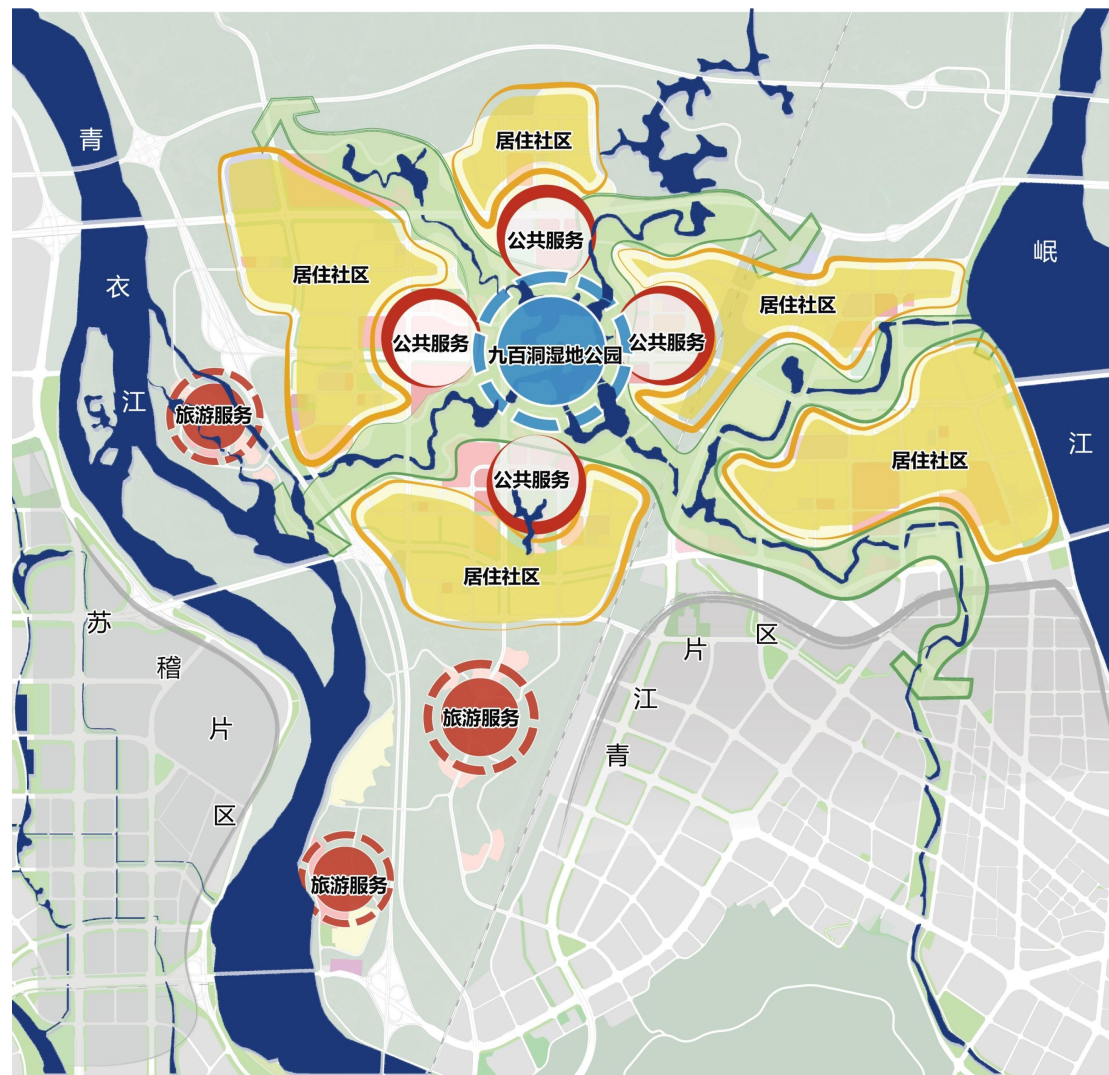 青衣江
岷江
居住社区
公共服务
居住社区
居住社区
公共服务
九百洞湿地公园
公共服务
旅游服务
居住社区
公共服务
居住社区
苏稽片区
青江片区
旅游服务
旅游服务